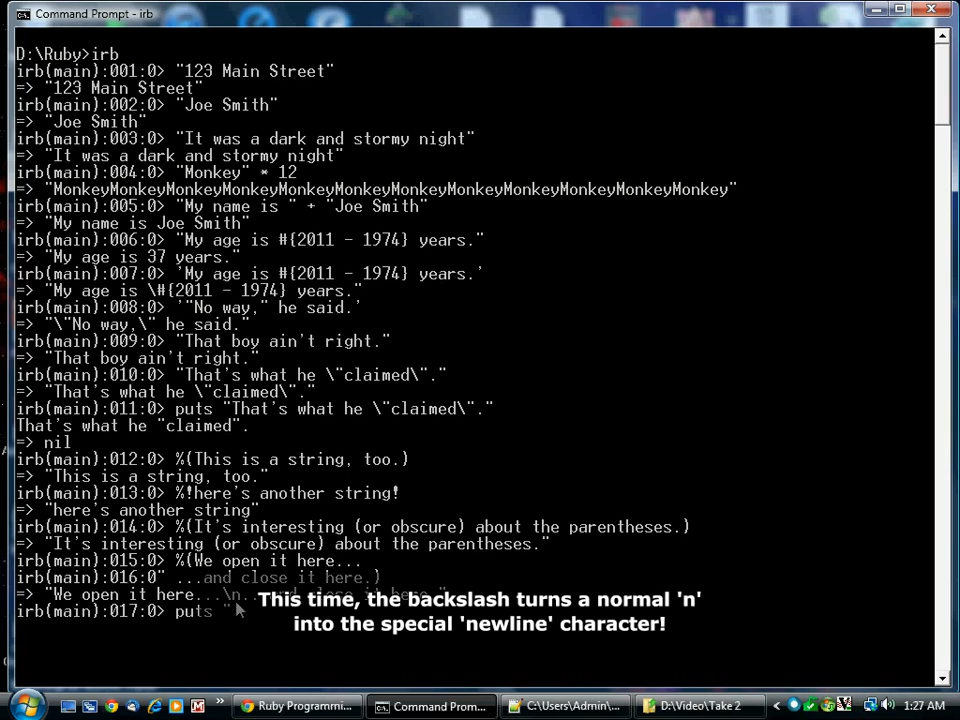 Command Prompt - irb
D:\Ruby>irb
irb(main):001:0> "123 Main Street"
=> "123 Main Street"
irb(main):002:0> "Joe Smith"
=> "Joe Smith"
irb(main):003:0> "It was a dark and stormy night"
=> "It was a dark and stormy night"
irb(main):004:0> "Monkey" * 12
=> "MonkeyMonkeyMonkeyMonkeyMonkeyMonkeyMonkeyMonkeyMonkeyMonkeyMonkeyMonkey"
irb(main):005:0> "My name is " + "Joe Smith"
=> "My name is Joe Smith"
irb(main):006:0> "My age is #{2011 - 1974} years."
=> "My age is 37 years."
irb(main):007:0> 'My age is #{2011 - 1974} years.'
=> "My age is \#{2011 - 1974} years."
irb(main):008:0> '"No way," he said.'
=> "\"No way,\" he said."
irb(main):009:0> "That boy ain't right."
=> "That boy ain't right."
irb(main):010:0> "That's what he \"claimed\"."
=> "That's what he \"claimed\"."
irb(main):011:0> puts "That's what he \"claimed\"."
That's what he "claimed".
=> nil
irb(main):012:0> %(This is a string, too.)
=> "This is a string, too."
irb(main):013:0> %!here's another string!
=> "here's another string"
irb(main):014:0> %(It's interesting (or obscure) about the parentheses.)
=> "It's interesting (or obscure) about the parentheses."
irb(main):015:0> %(We open it here...
irb(main):016:0" ...and close it here.)
=> "We open it here...\n...and close it here."
irb(main):017:0> puts "
This time, the backslash turns a normal 'n'
into the special 'newline' character!
Ruby Programmi...
Command Promp...
C:\Users\Admin\...
D:\Video\Take 2
1:27 AM